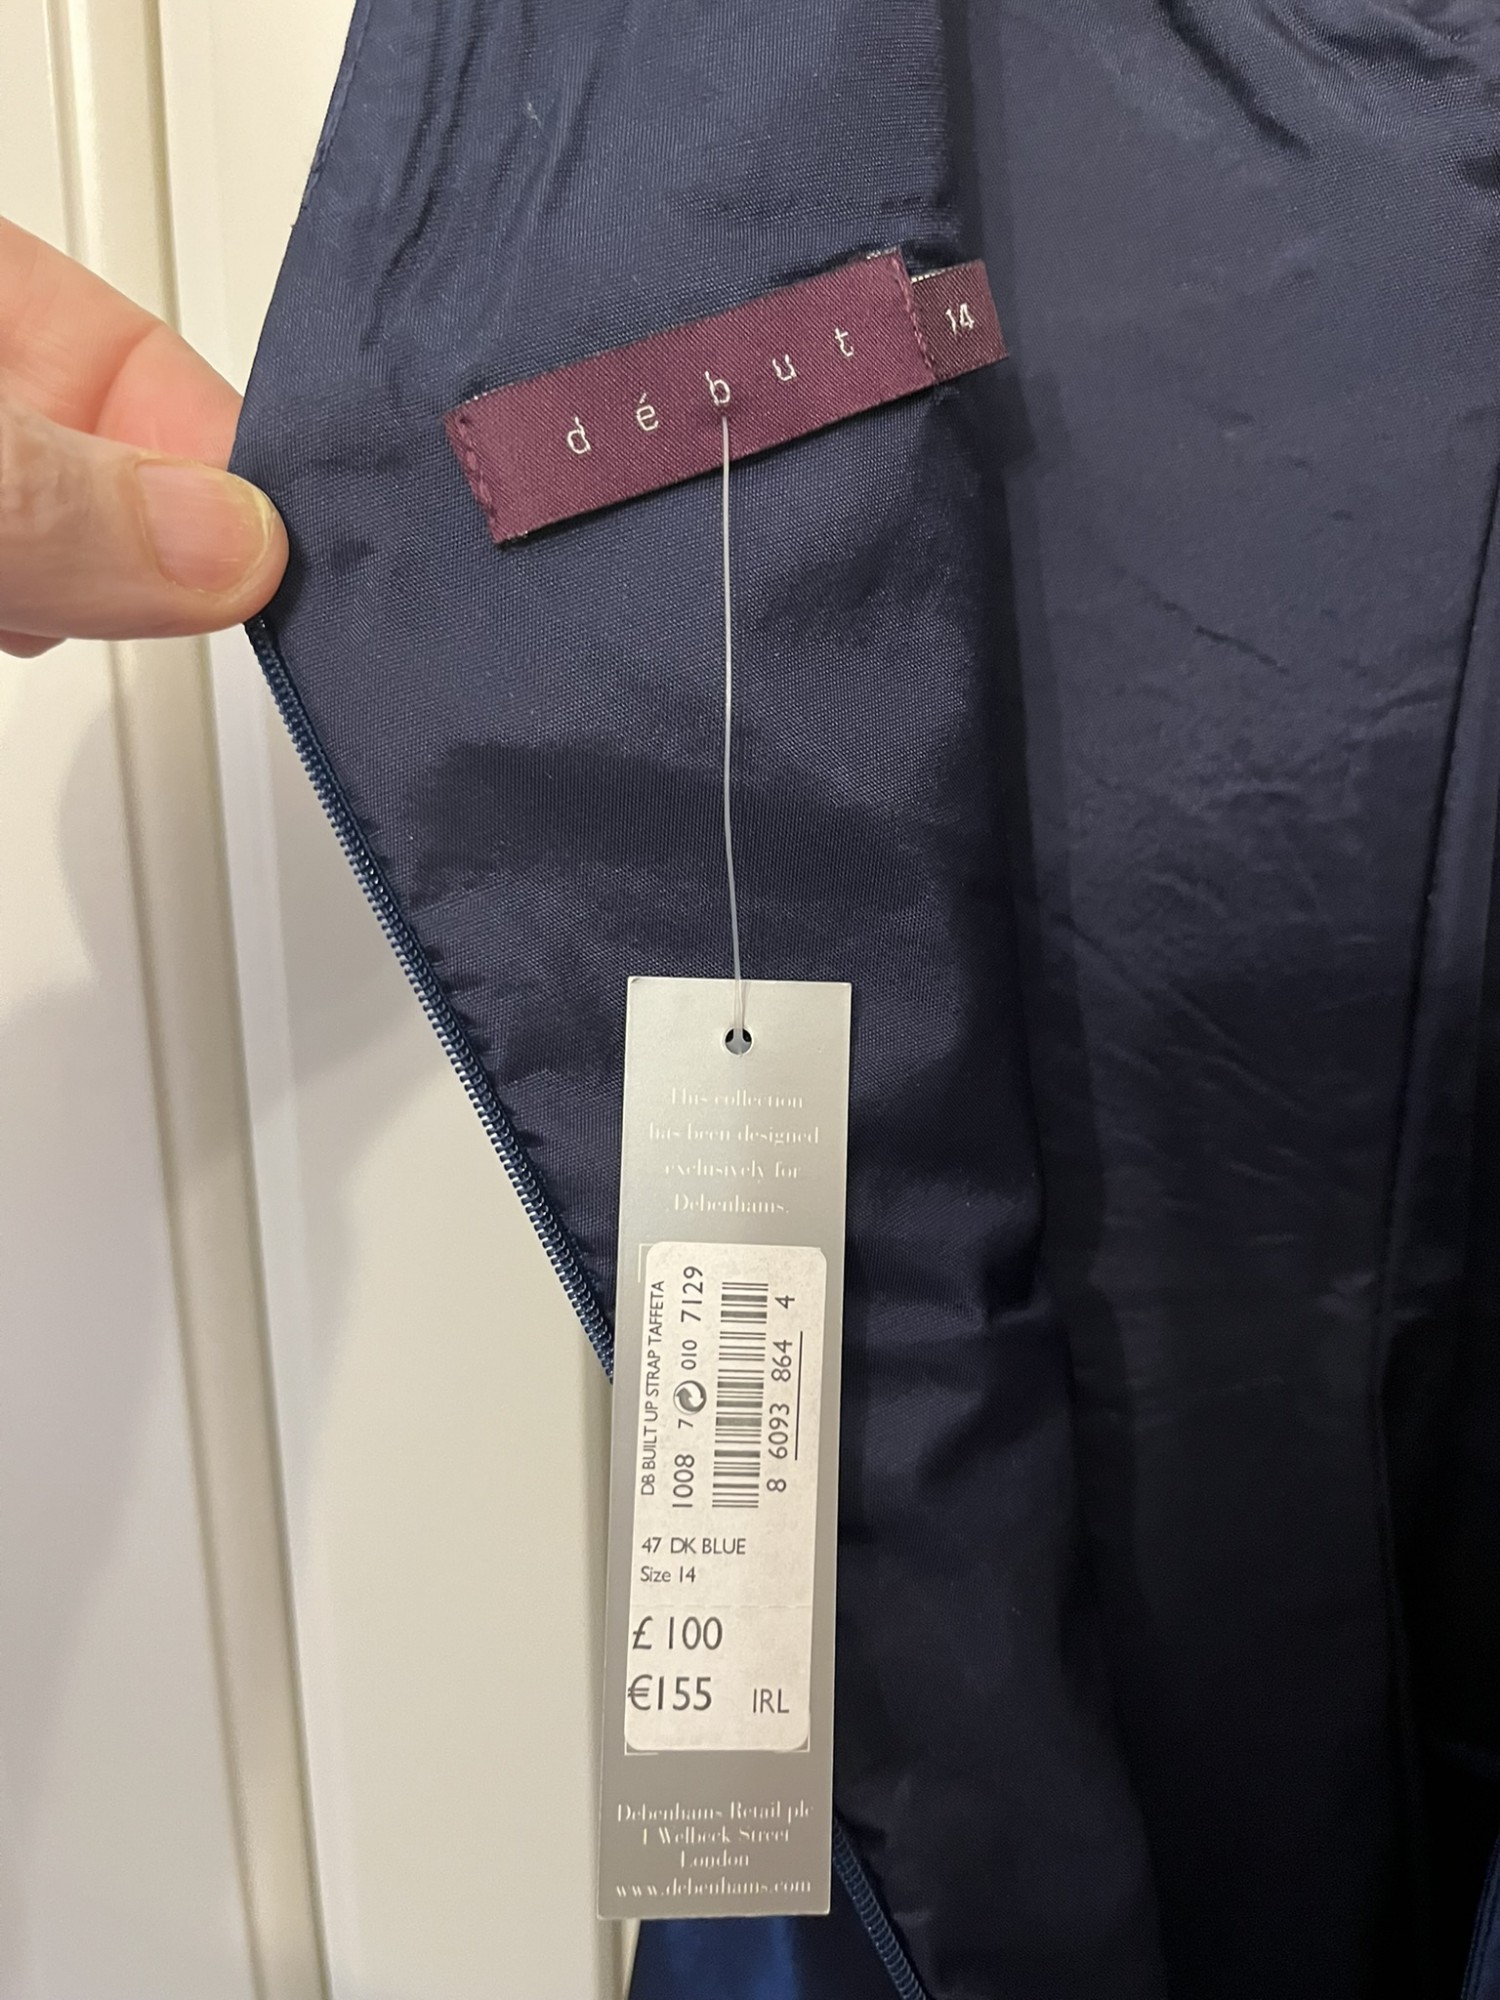 début
14
This collection
has been designed
exclusively for
Debenhams.
DB BUILT UP STRAP TAFFETA
1008 7 010 7129
8 6093 864 4
47 DK BLUE
Size 14
£100
€155 IRL
Debenhams Retail plc
1 Welbeck Street
London
www.debenhams.com